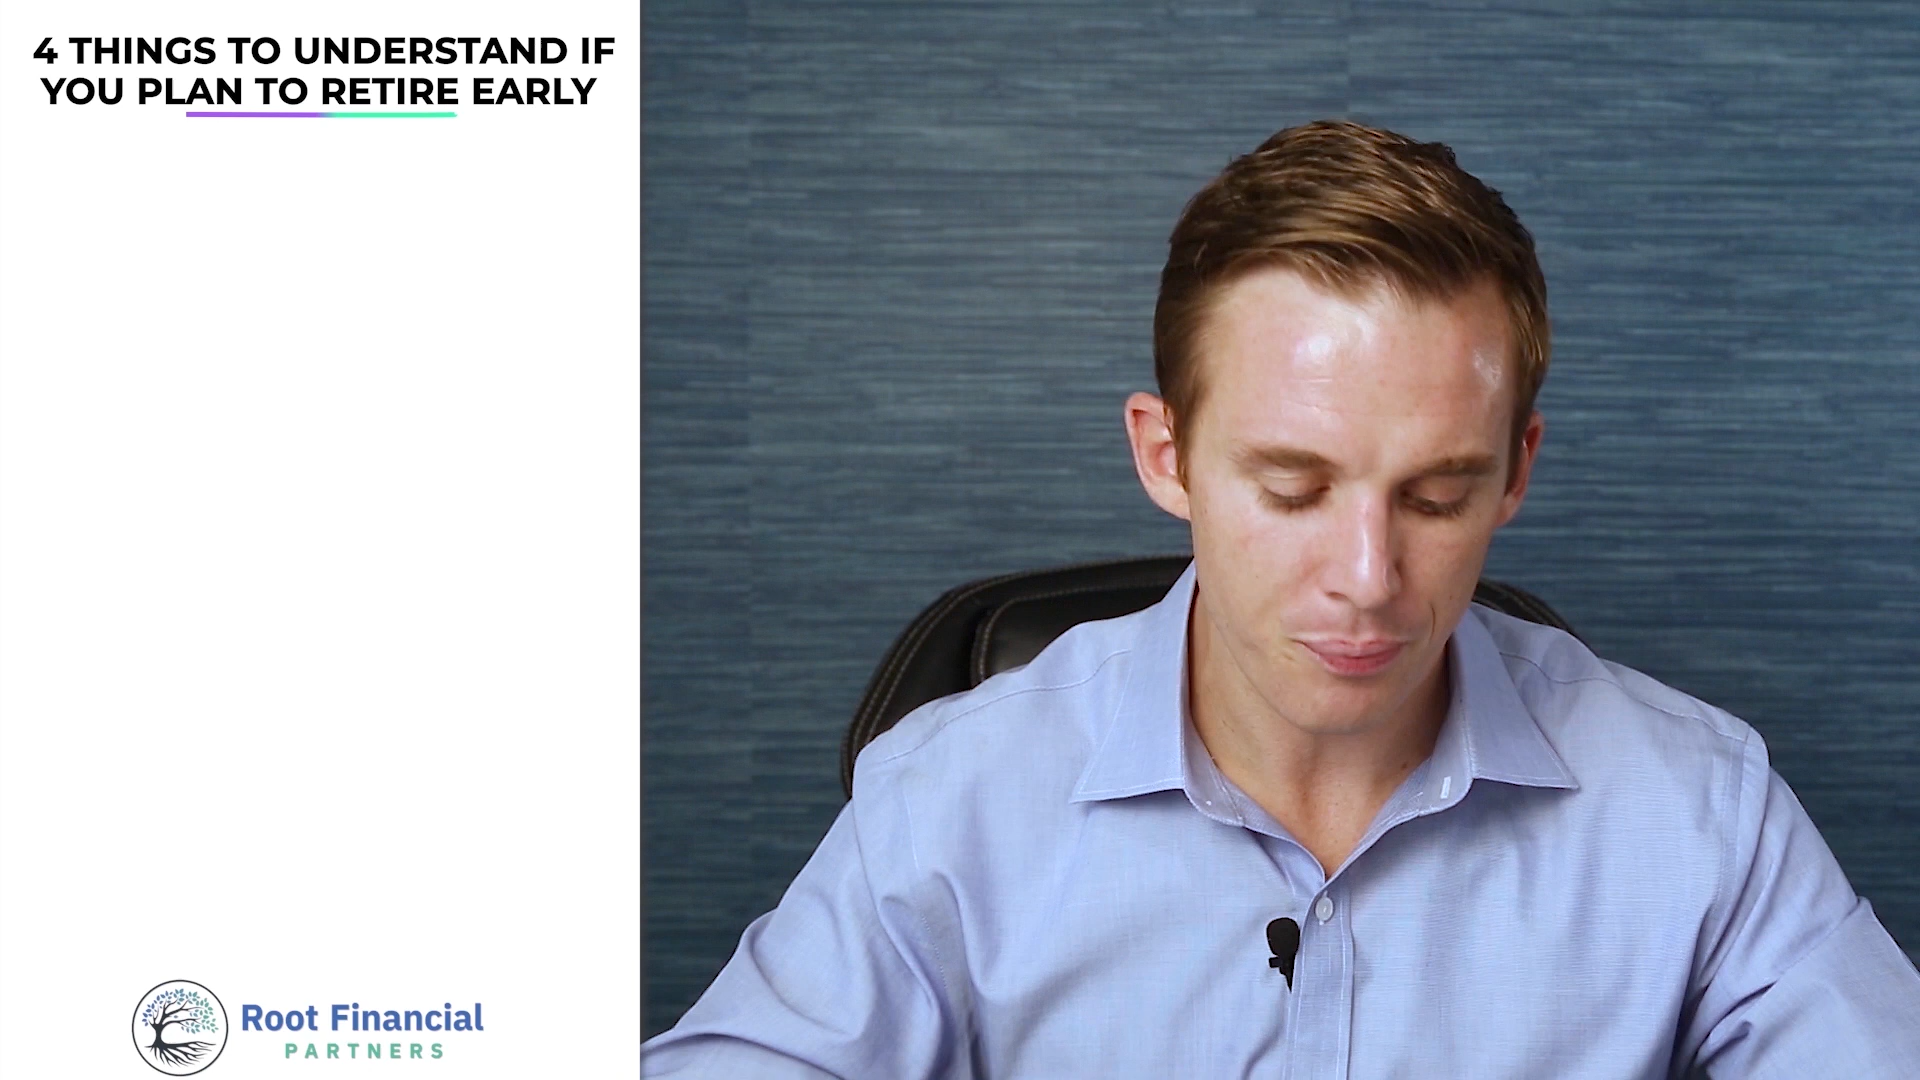 4 THINGS TO UNDERSTAND IF
YOU PLAN TO RETIRE EARLY
Root Financial
PARTNERS